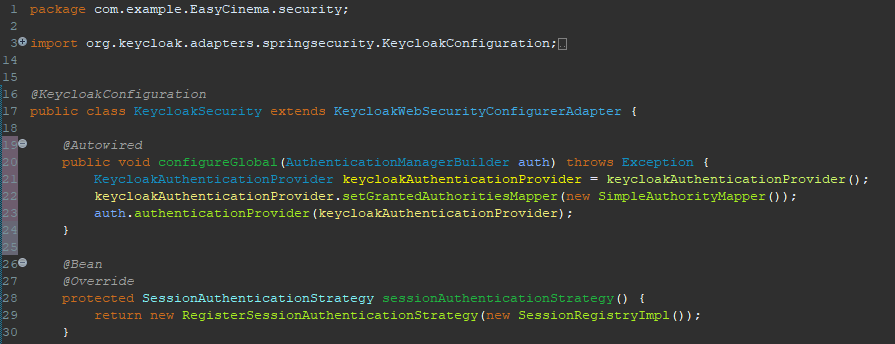 1 package com.example.EasyCinema.security;
2
3 import org.keycloak.adapters.springsecurity.KeycloakConfiguration;
14
15
16 @KeycloakConfiguration
17 public class KeycloakSecurity extends KeycloakWebSecurityConfigurerAdapter {
18
19 @Autowired
20 public void configureGlobal(AuthenticationManagerBuilder auth) throws Exception {
21 KeycloakAuthenticationProvider keycloakAuthenticationProvider = keycloakAuthenticationProvider();
22 keycloakAuthenticationProvider.setGrantedAuthoritiesMapper(new SimpleAuthorityMapper());
23 auth.authenticationProvider(keycloakAuthenticationProvider);
24 }
25
26 @Bean
27 @Override
28 protected SessionAuthenticationStrategy sessionAuthenticationStrategy() {
29 return new RegisterSessionAuthenticationStrategy(new SessionRegistryImpl());
30 }